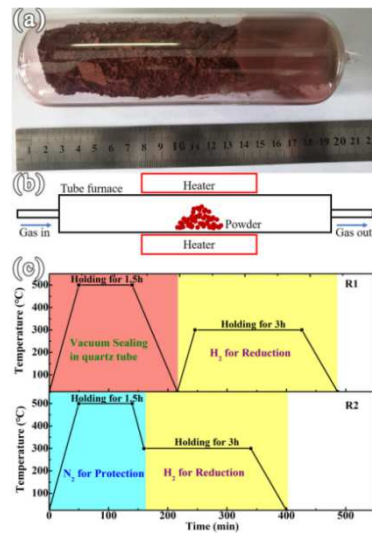 (a)
1 2 3 4 5 6 7 8 9 10 11 12 13 14 15 16 17 18 19 20 21 2
(b)
Heater
Tube furnace
Gas in
Powder
Gas out
Heater
(c)
Temperature (°C)
500
400
300
200
100
Holding for 1.5h
R1
Holding for 3h
Vacuum Sealing
in quartz tube
H2 for Reduction
Temperature (°C)
500
400
300
200
100
Holding for 1.5h
R2
Holding for 3h
N2 for Protection
H2 for Reduction
0 100 200 300 400 500
Time (min)